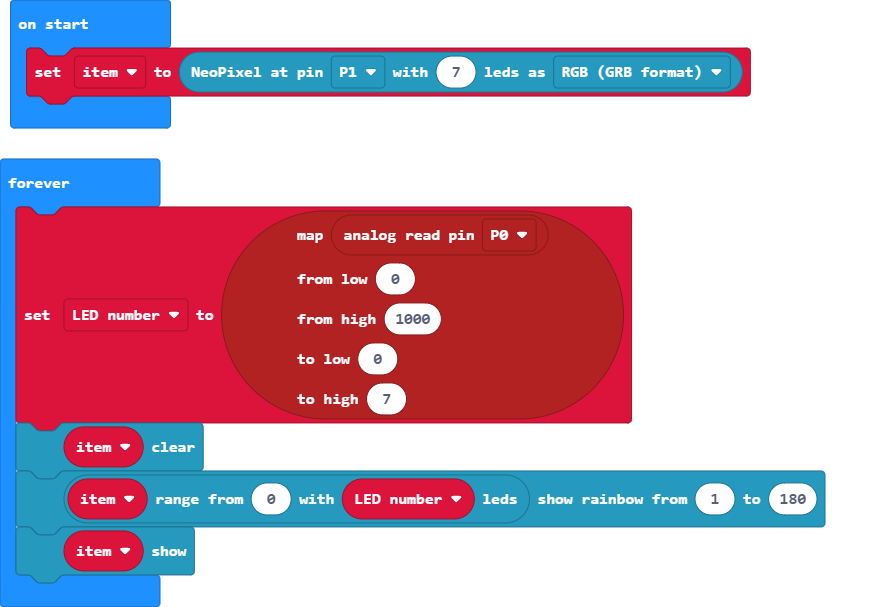 on start
set item to NeoPixel at pin P1 with 7 leds as RGB (GRB format)
forever
map analog read pin P0
from low 0
set LED number to from high 1000
to low 0
to high 7
item clear
item range from 0 with LED number leds show rainbow from 1 to 180
item show